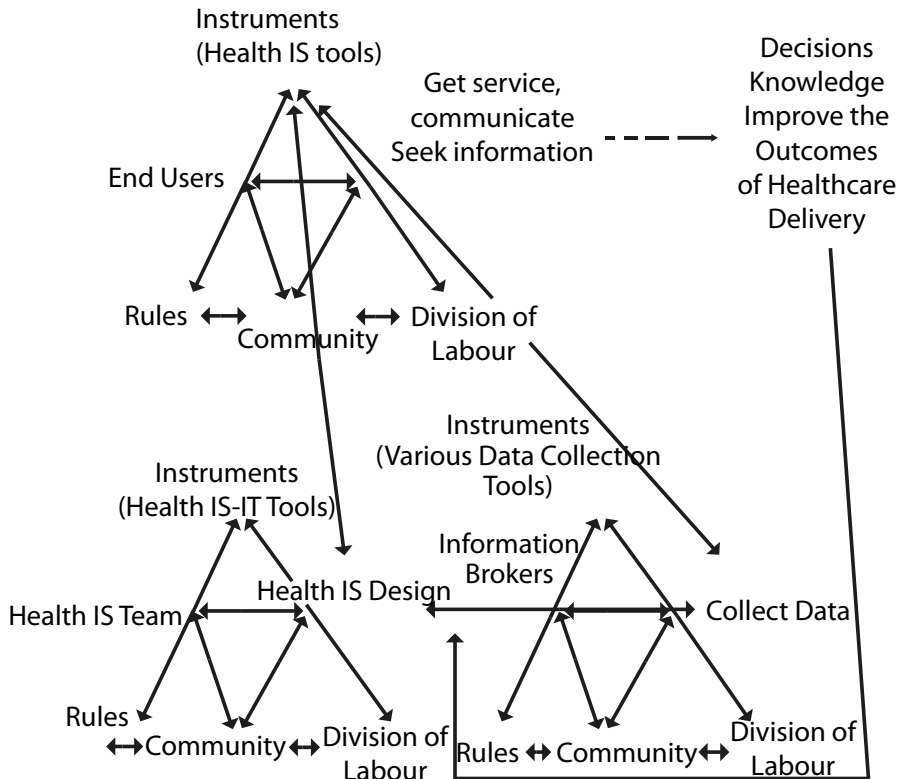 Instruments
(Health IS tools)
Get service,
communicate
Seek information
Decisions
Knowledge
Improve the
Outcomes
of Healthcare
Delivery
End Users
Rules
Community
Division of
Labour
Instruments
(Various Data Collection
Tools)
Instruments
(Health IS-IT Tools)
Information
Brokers
Health IS Design
Health IS Team
Collect Data
Rules
Community
Division of
Labour
Rules
Community
Division of
Labour